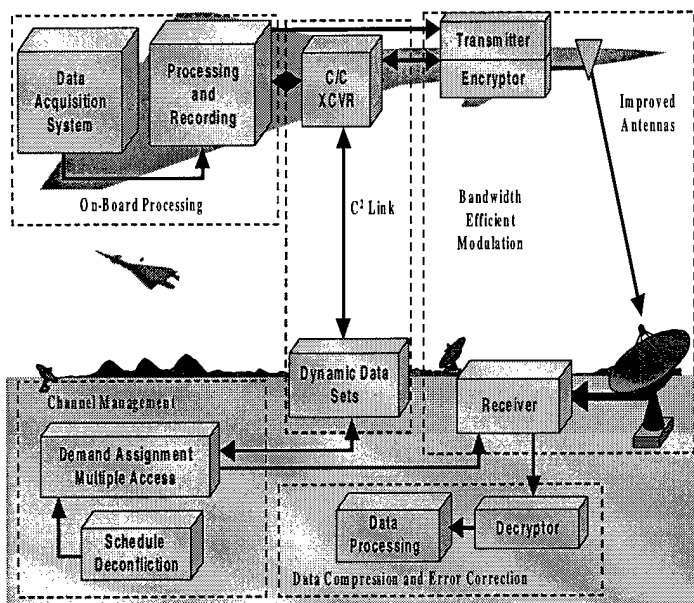 Data
Acquisition
System
Processing
and
Recording
C/C
XCVR
Transmitter
Encryptor
Improved
Antennas
On-Board Processing
C² Link
Bandwidth
Efficient
Modulation
Dynamic Data
Sets
Receiver
Channel Management
Demand Assignment
Multiple Access
Schedule
Deconfliction
Data
Processing
Decryptor
Data Compression and Error Correction